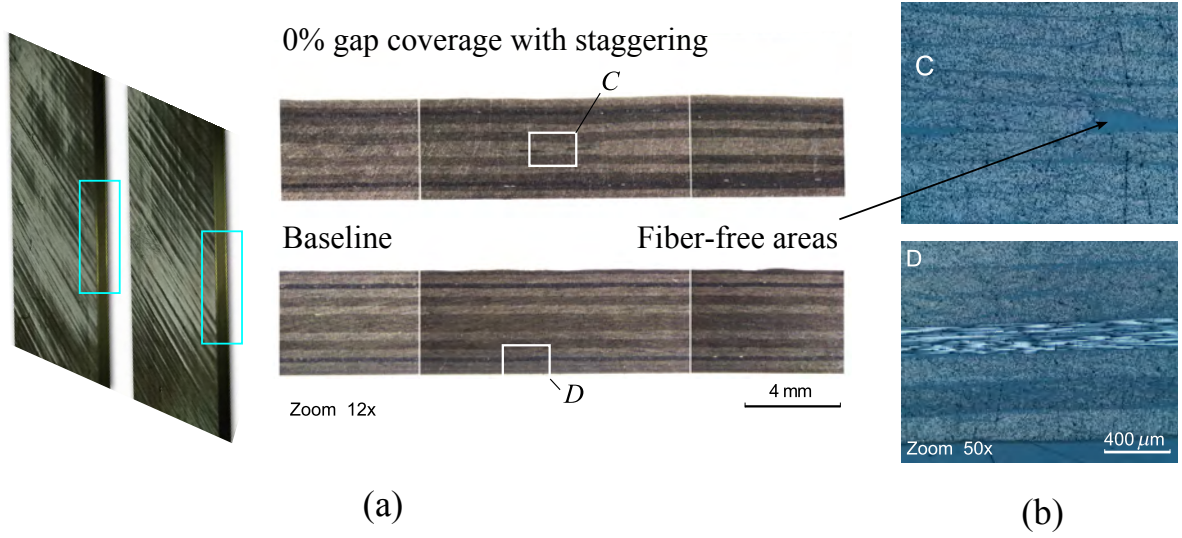 0% gap coverage with staggering
C
Baseline
Fiber-free areas
D
Zoom 12x
4 mm
(a)
C
D
Zoom 50x
400 μm
(b)